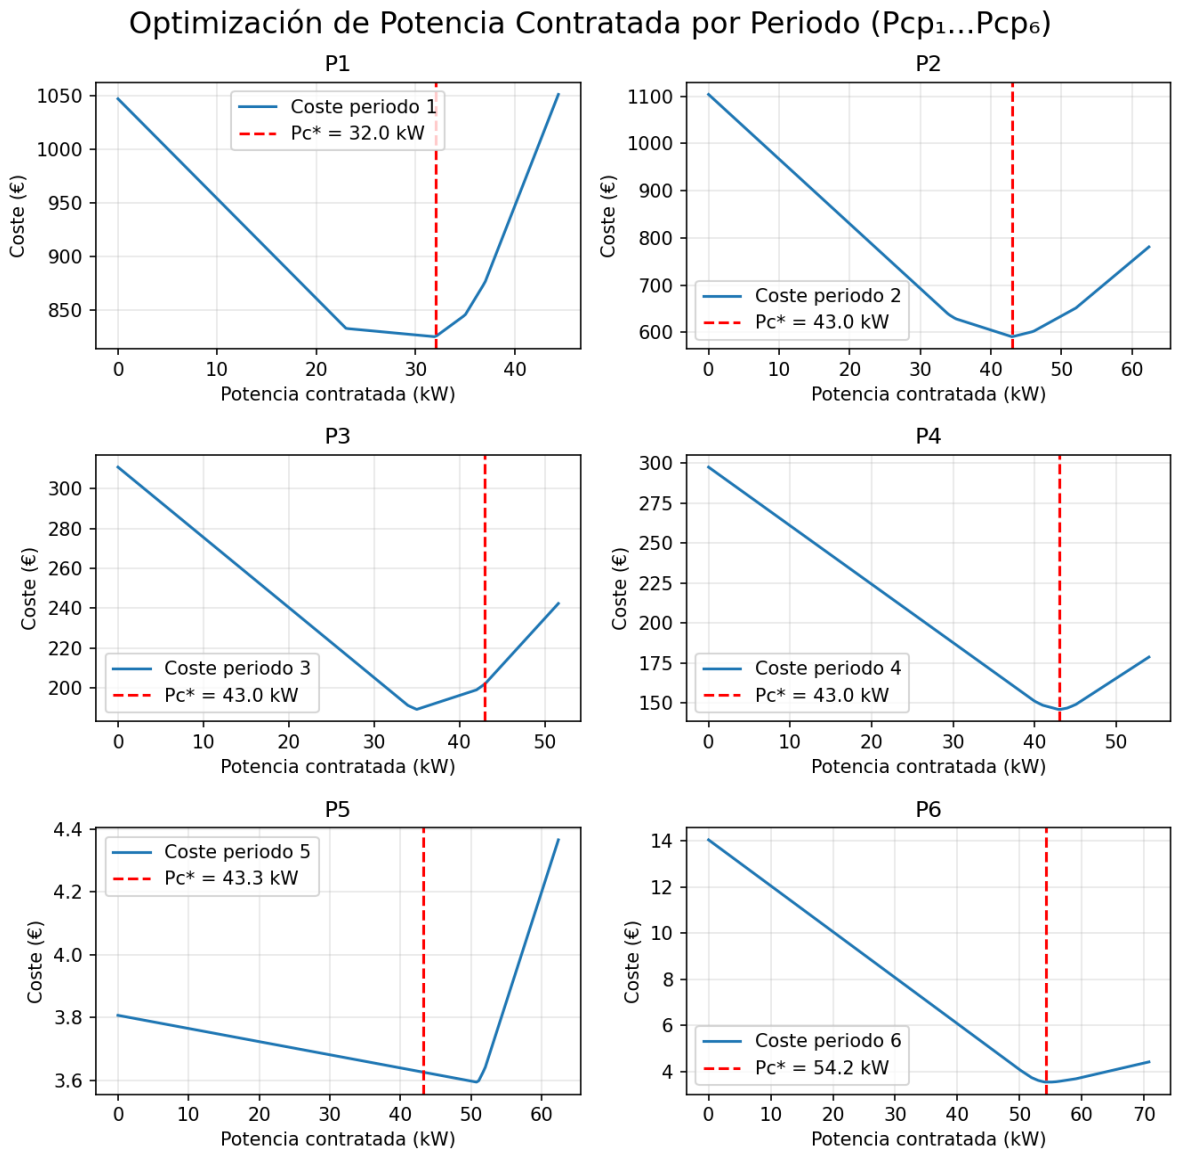 Optimización de Potencia Contratada por Periodo (Pcp₁...Pcp₆)
P1
Coste (€)
1050
1000
950
900
850
Coste periodo 1
Pc* = 32.0 kW
0 10 20 30 40
Potencia contratada (kW)
P2
Coste (€)
1100
1000
900
800
700
600
Coste periodo 2
Pc* = 43.0 kW
0 10 20 30 40 50 60
Potencia contratada (kW)
P3
Coste (€)
300
280
260
240
220
200
Coste periodo 3
Pc* = 43.0 kW
0 10 20 30 40 50
Potencia contratada (kW)
P4
Coste (€)
300
275
250
225
200
175
150
Coste periodo 4
Pc* = 43.0 kW
0 10 20 30 40 50
Potencia contratada (kW)
P5
Coste (€)
4.4
4.2
4.0
3.8
3.6
Coste periodo 5
Pc* = 43.3 kW
0 10 20 30 40 50 60
Potencia contratada (kW)
P6
Coste (€)
14
12
10
8
6
4
Coste periodo 6
Pc* = 54.2 kW
0 10 20 30 40 50 60 70
Potencia contratada (kW)